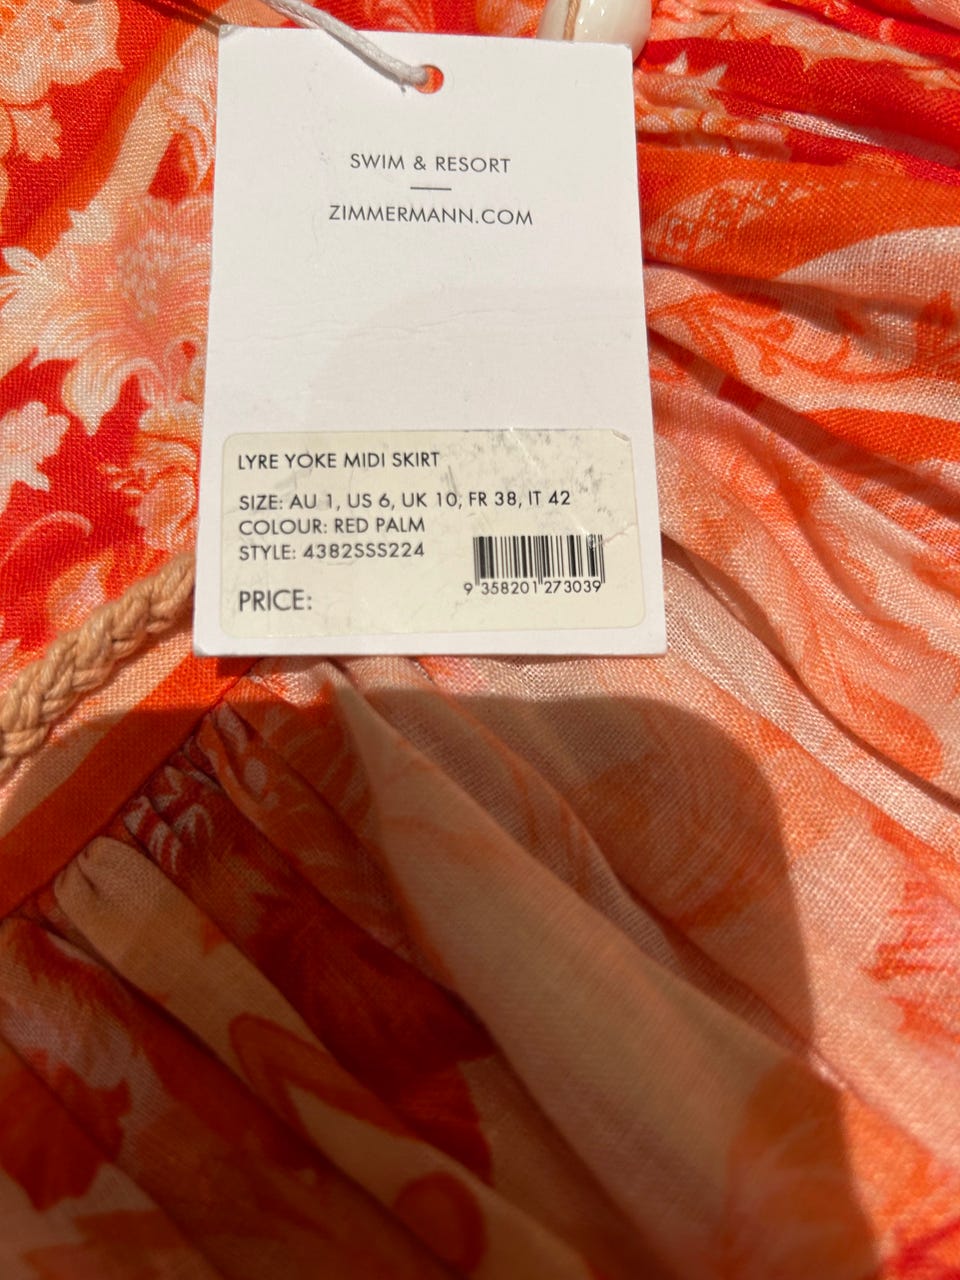 SWIM & RESORT
ZIMMERMANN.COM
LYRE YOKE MIDI SKIRT
SIZE: AU 1, US 6, UK 10, FR 38, IT 42
COLOUR: RED PALM
STYLE: 4382SSS224
PRICE:
9 358201 273039